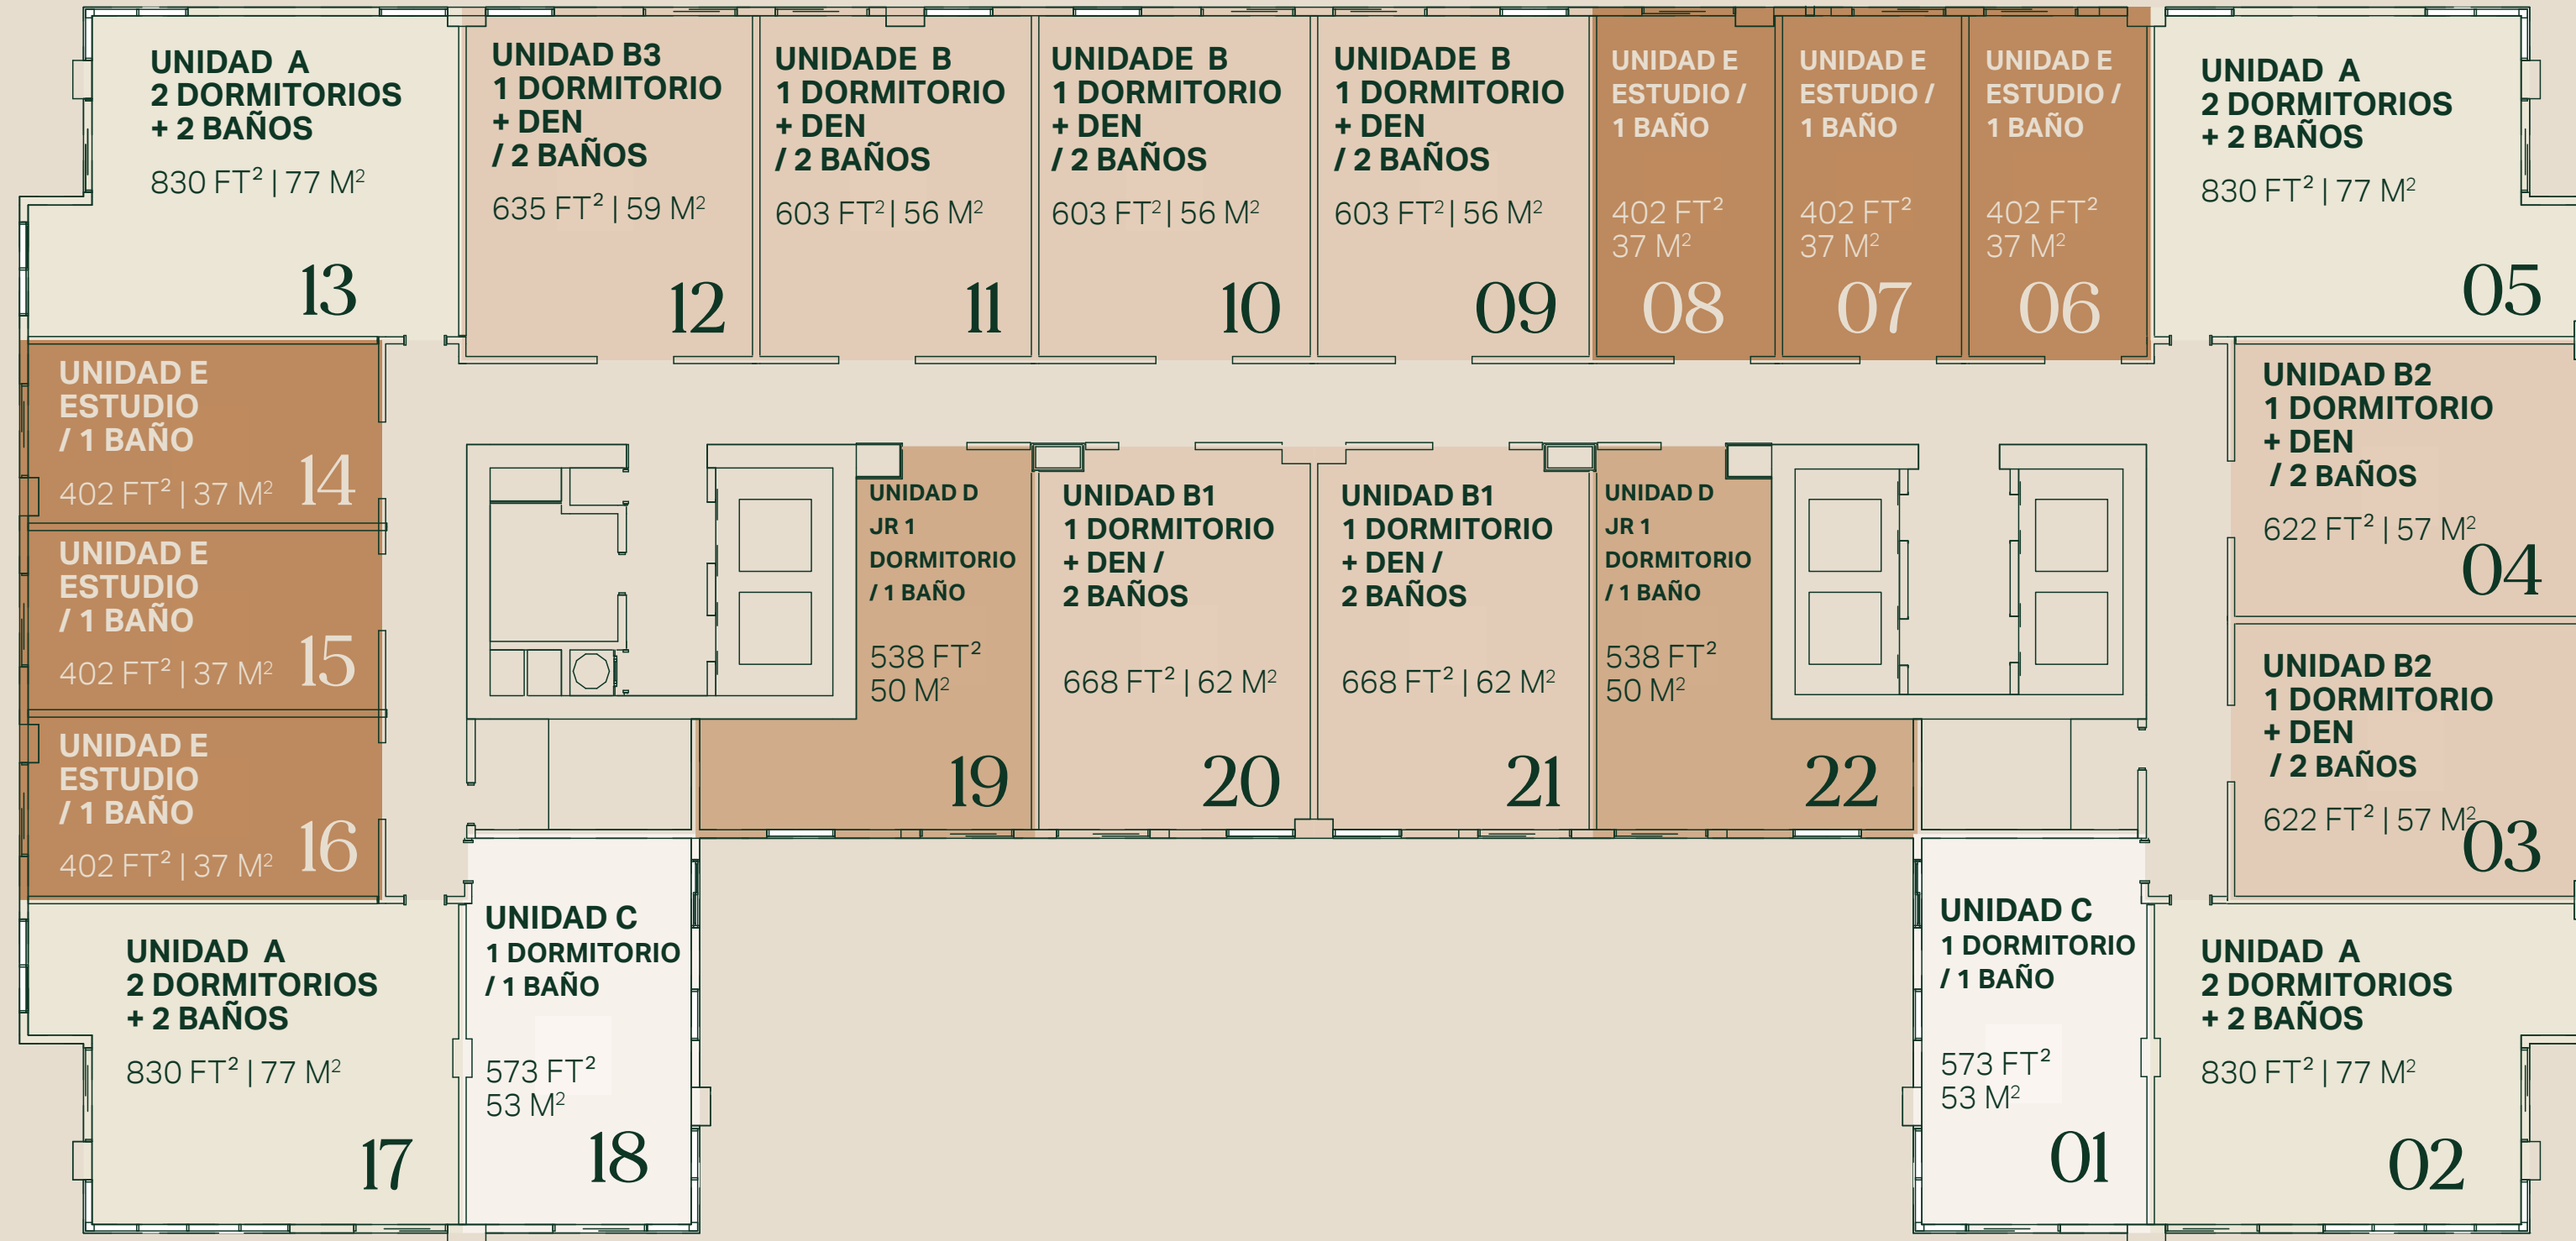 UNIDAD A
2 DORMITORIOS
+ 2 BAÑOS
830 FT² | 77 M²
13
UNIDAD B3
1 DORMITORIO
+ DEN
/ 2 BAÑOS
635 FT² | 59 M²
12
UNIDADE B
1 DORMITORIO
+ DEN
/ 2 BAÑOS
603 FT² | 56 M²
11
UNIDADE B
1 DORMITORIO
+ DEN
/ 2 BAÑOS
603 FT² | 56 M²
10
UNIDADE B
1 DORMITORIO
+ DEN
/ 2 BAÑOS
603 FT² | 56 M²
09
UNIDAD E
ESTUDIO /
1 BAÑO
402 FT²
37 M²
08
UNIDAD E
ESTUDIO /
1 BAÑO
402 FT²
37 M²
07
UNIDAD E
ESTUDIO /
1 BAÑO
402 FT²
37 M²
06
UNIDAD A
2 DORMITORIOS
+ 2 BAÑOS
830 FT² | 77 M²
05
UNIDAD E
ESTUDIO
/ 1 BAÑO
402 FT² | 37 M²
14
UNIDAD E
ESTUDIO
/ 1 BAÑO
402 FT² | 37 M²
15
UNIDAD E
ESTUDIO
/ 1 BAÑO
402 FT² | 37 M²
16
UNIDAD D
JR 1
DORMITORIO
/ 1 BAÑO
538 FT²
50 M²
19
UNIDAD B1
1 DORMITORIO
+ DEN /
2 BAÑOS
668 FT² | 62 M²
20
UNIDAD B1
1 DORMITORIO
+ DEN /
2 BAÑOS
668 FT² | 62 M²
21
UNIDAD D
JR 1
DORMITORIO
/ 1 BAÑO
538 FT²
50 M²
22
UNIDAD B2
1 DORMITORIO
+ DEN
/ 2 BAÑOS
622 FT² | 57 M²
04
UNIDAD B2
1 DORMITORIO
+ DEN
/ 2 BAÑOS
622 FT² | 57 M²
03
UNIDAD A
2 DORMITORIOS
+ 2 BAÑOS
830 FT² | 77 M²
17
UNIDAD C
1 DORMITORIO
/ 1 BAÑO
573 FT²
53 M²
18
UNIDAD C
1 DORMITORIO
/ 1 BAÑO
573 FT²
53 M²
01
UNIDAD A
2 DORMITORIOS
+ 2 BAÑOS
830 FT² | 77 M²
02